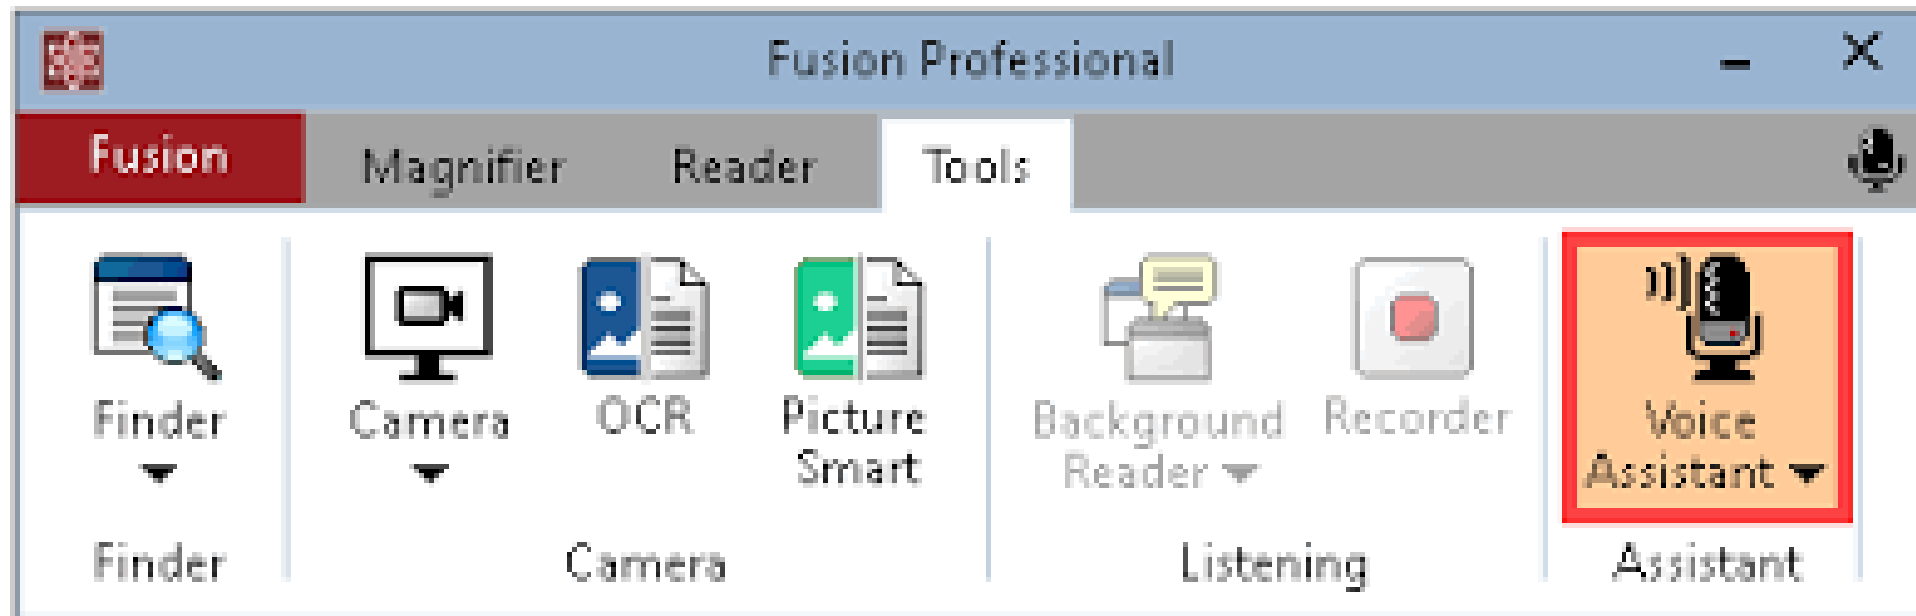 Fusion Professional
Fusion Magnifier Reader Tools
Finder
Camera
OCR
Picture
Smart
Background
Reader
Recorder
Voice
Assistant
Finder
Camera
Listening
Assistant